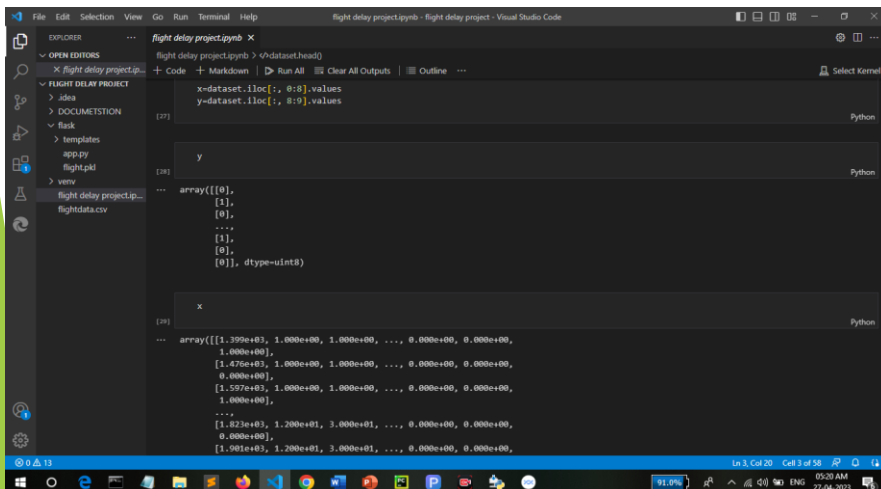 File Edit Selection View Go Run Terminal Help
flight delay project.ipynb - flight delay project - Visual Studio Code
EXPLORER
OPEN EDITORS
flight delay project.ip...
FLIGHT DELAY PROJECT
.idea
DOCUMETSTION
flask
templates
app.py
flight.pkl
venv
flight delay project.ip...
flightdata.csv
flight delay project.ipynb
flight delay project.ipynb > dataset.head()
+ Code + Markdown Run All Clear All Outputs Outline ...
Select Kernel
x=dataset.iloc[:, 0:8].values
y=dataset.iloc[:, 8:9].values
[27]
Python
y
[28]
Python
... array([[0],
[1],
[0],
...,
[1],
[0],
[0]], dtype=uint8)
x
[29]
Python
... array([[1.399e+03, 1.000e+00, 1.000e+00, ..., 0.000e+00, 0.000e+00,
1.000e+00],
[1.476e+03, 1.000e+00, 1.000e+00, ..., 0.000e+00, 0.000e+00,
0.000e+00],
[1.597e+03, 1.000e+00, 1.000e+00, ..., 0.000e+00, 0.000e+00,
1.000e+00],
...,
[1.823e+03, 1.200e+01, 3.000e+01, ..., 0.000e+00, 0.000e+00,
0.000e+00],
[1.901e+03, 1.200e+01, 3.000e+01, ..., 0.000e+00, 0.000e+00,
0 13
Ln 3, Col 20 Cell 3 of 58
91.0%
ENG
05:20 AM
27-04-2023